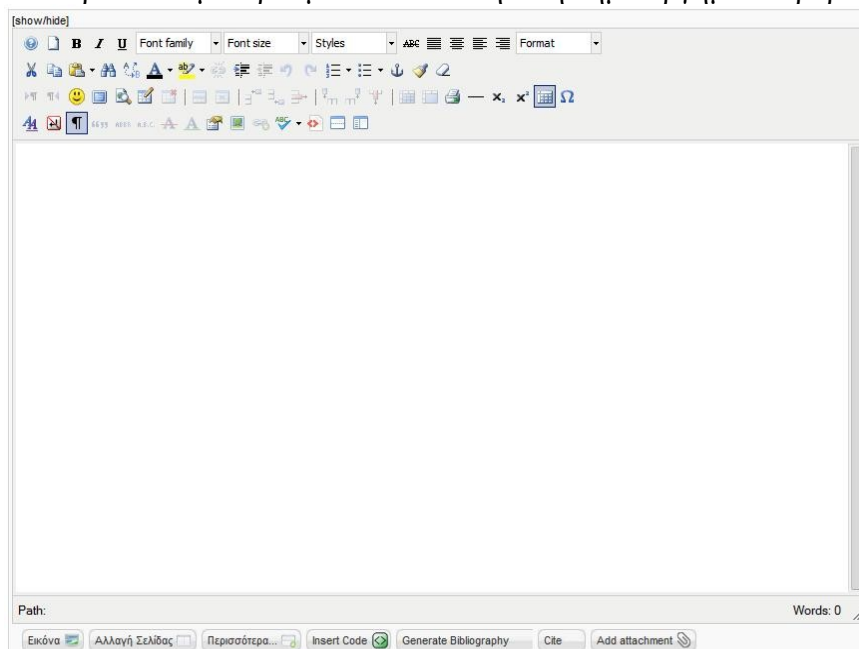 [show/hide]
B I U Font family Font size Styles ABC Format
Path: Words: 0
Εικόνα Αλλαγή Σελίδας Περισσότερα... Insert Code Generate Bibliography Cite Add attachment